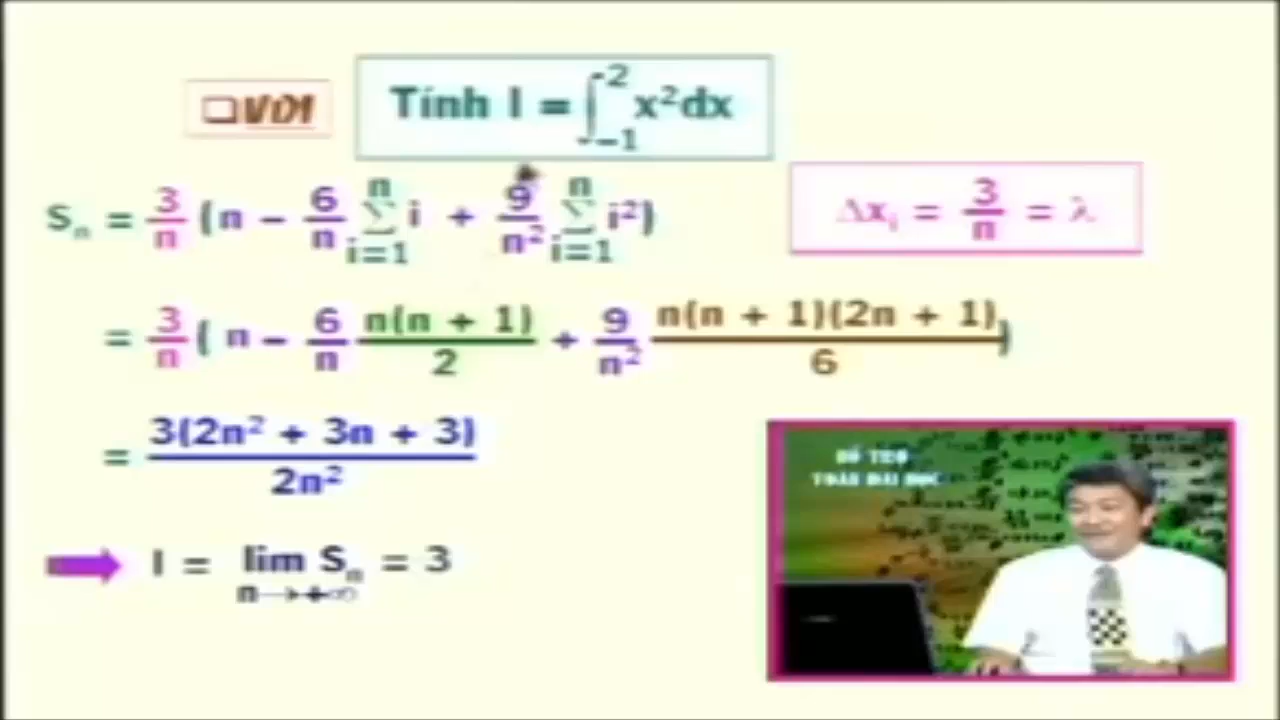 ❑VD1
Tính I = ∫₋₁² x²dx
Sₙ = 3/n (n − 6/n ∑ᵢ₌₁ⁿ i + 9/n² ∑ᵢ₌₁ⁿ i²)
Δxᵢ = 3/n = λ
= 3/n ( n − 6/n n(n + 1)/2 + 9/n² n(n + 1)(2n + 1)/6 )
= 3(2n² + 3n + 3)/2n²
I = lim Sₙ = 3
n → +∞